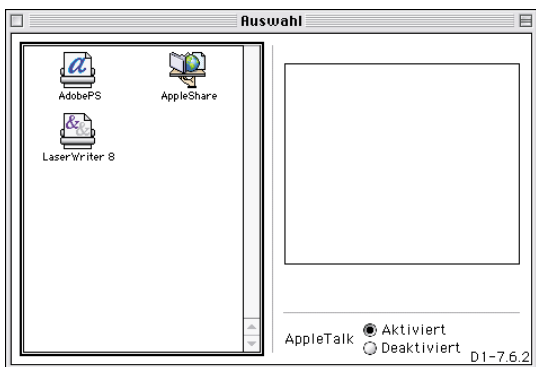 Auswahl
AdobePS
AppleShare
LaserWriter 8
AppleTalk
Aktiviert
Deaktiviert
D1-7.6.2